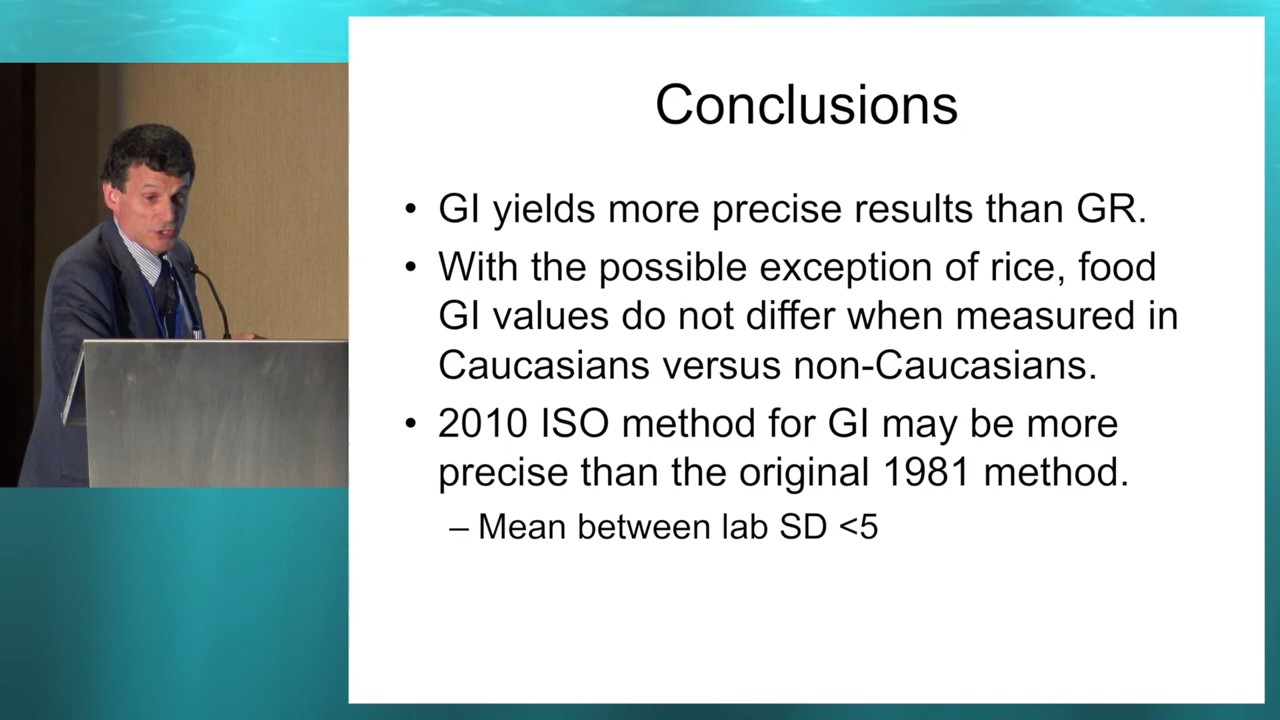 Conclusions
• GI yields more precise results than GR.
• With the possible exception of rice, food
GI values do not differ when measured in
Caucasians versus non-Caucasians.
• 2010 ISO method for GI may be more
precise than the original 1981 method.
– Mean between lab SD <5